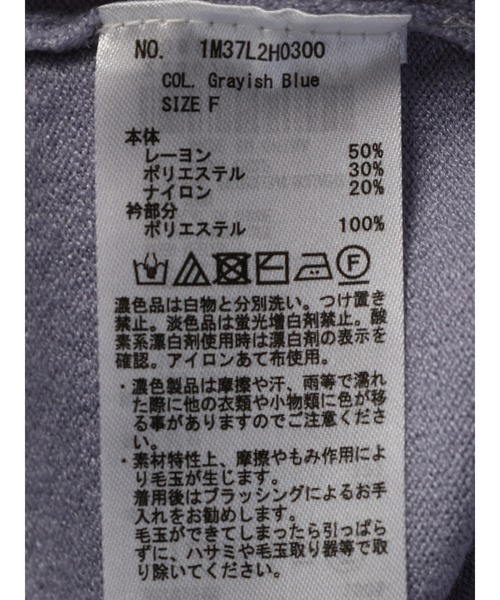 NO. 1M37L2H0300
COL. Grayish Blue
SIZE F
本体
レーヨン 50%
ポリエステル 30%
ナイロン 20%
衿部分
ポリエステル 100%
F
濃色品は白物と分別洗い。つけ置き
禁止。淡色品は蛍光増白剤禁止。酸
素系漂白剤使用時は漂白剤の表示を
確認。アイロンあて布使用。
・濃色製品は摩擦や汗、雨等で濡れ
た際に他の衣類や小物類に色が移
る事がありますのでご注意くださ
い。
・素材特性上、摩擦やもみ作用によ
り毛玉が生じます。
着用後はブラッシングによるお手
入れをお勧めします。
毛玉ができてしまったら引っぱら
ずに、ハサミや毛玉取り器等で取
り除いてください。